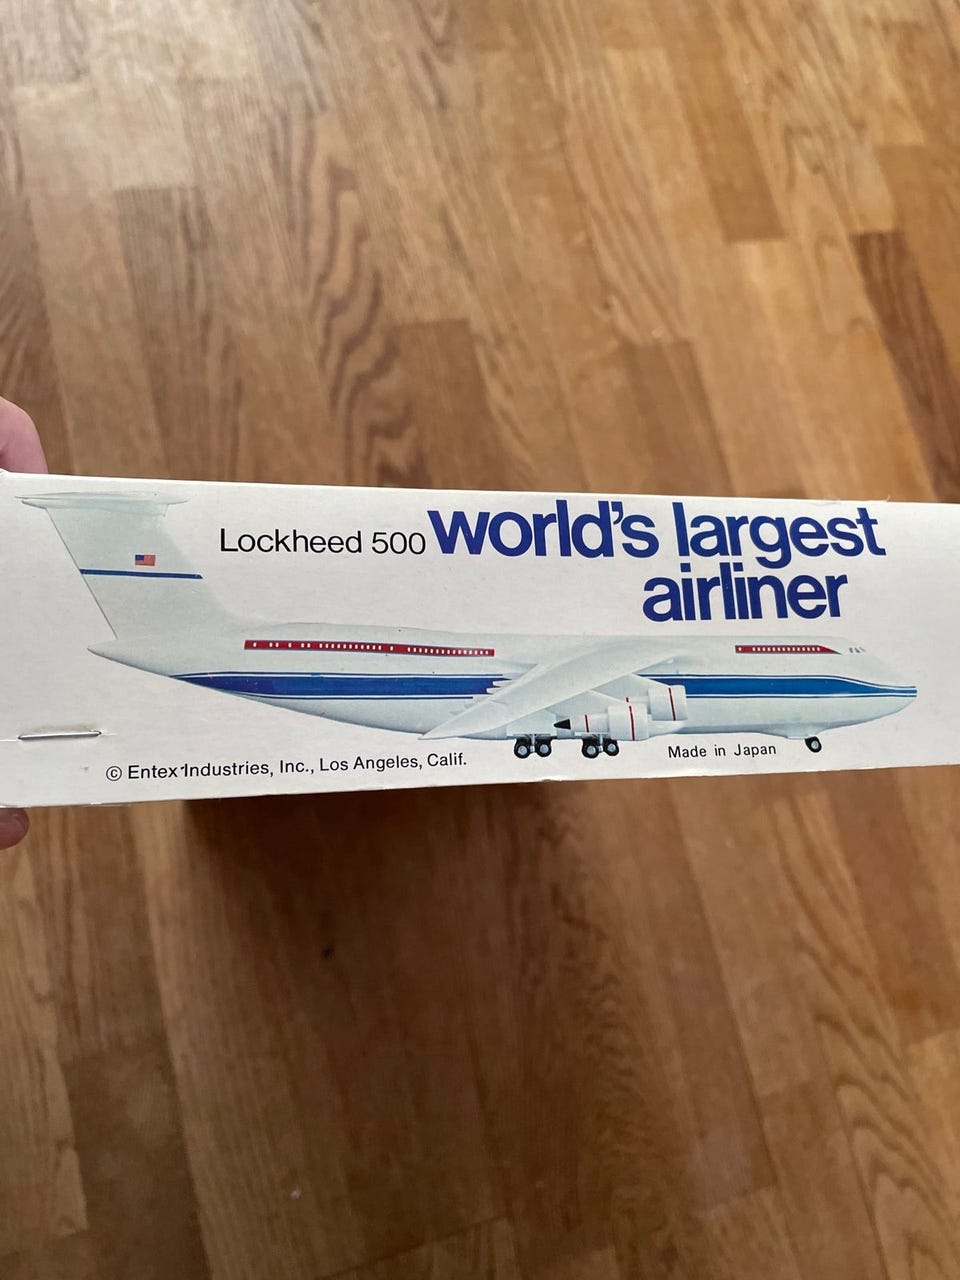 Lockheed 500 world's largest
airliner
Made in Japan
© Entex Industries, Inc., Los Angeles, Calif.